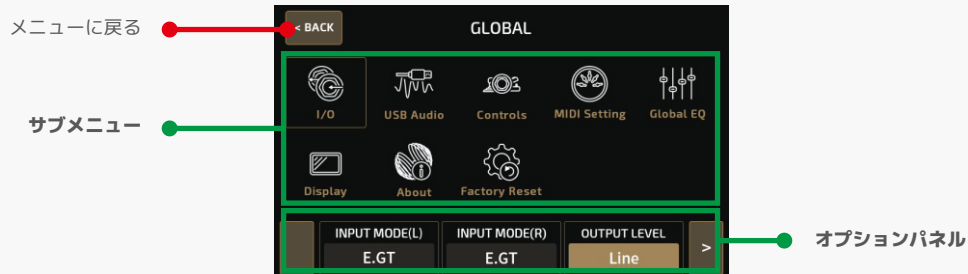 メニューに戻る
< BACK
GLOBAL
サブメニュー
I/O
USB Audio
Controls
MIDI Setting
Global EQ
Display
About
Factory Reset
INPUT MODE(L)
INPUT MODE(R)
OUTPUT LEVEL
E.GT
E.GT
Line
>
オプションパネル